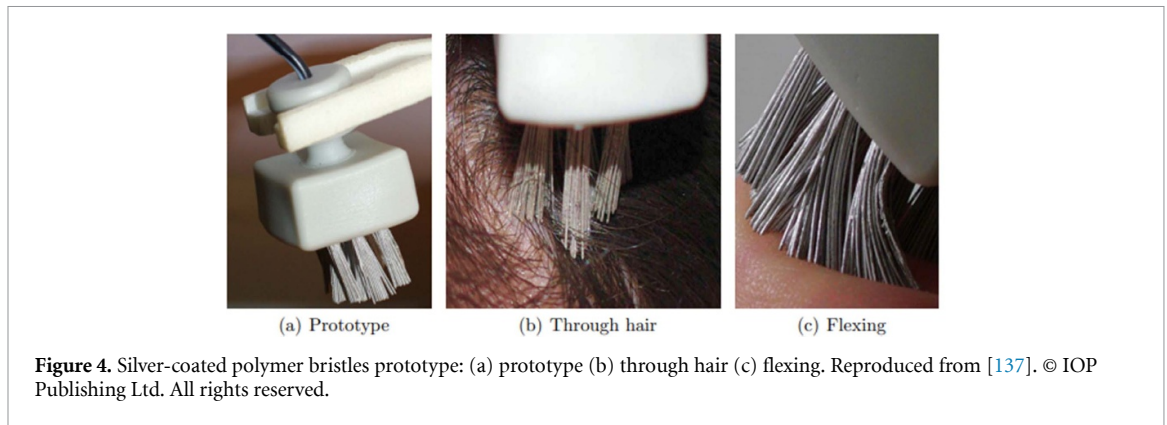 (a) Prototype
(b) Through hair
(c) Flexing
Figure 4. Silver-coated polymer bristles prototype: (a) prototype (b) through hair (c) flexing. Reproduced from [137]. © IOP
Publishing Ltd. All rights reserved.